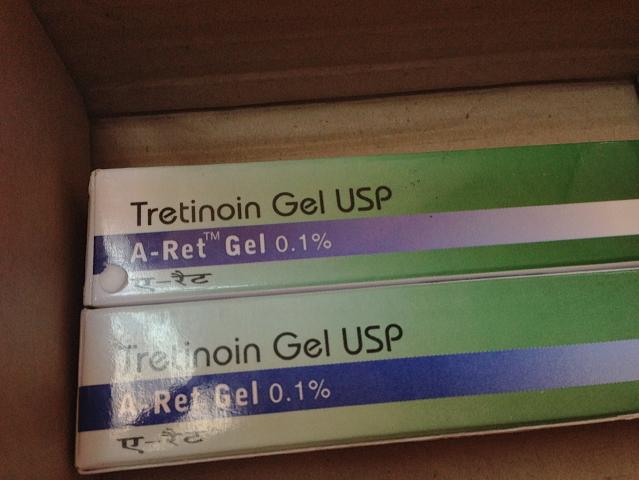 Tretinoin Gel USP
A-Ret™ Gel 0.1%
ए-रैट
Tretinoin Gel USP
A-Ret Gel 0.1%
ए-रैट